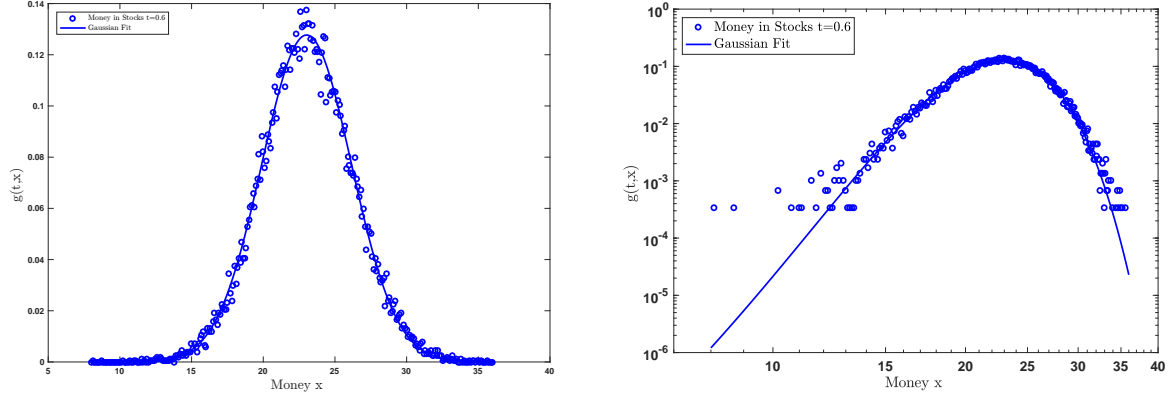 Money in Stocks t=0.6
Gaussian Fit
g(t,x)
0.14
0.12
0.1
0.08
0.06
0.04
0.02
0
5 10 15 20 25 30 35 40
Money x
Money in Stocks t=0.6
Gaussian Fit
g(t,x)
10^0
10^-1
10^-2
10^-3
10^-4
10^-5
10^-6
10 15 20 25 30 35 40
Money x